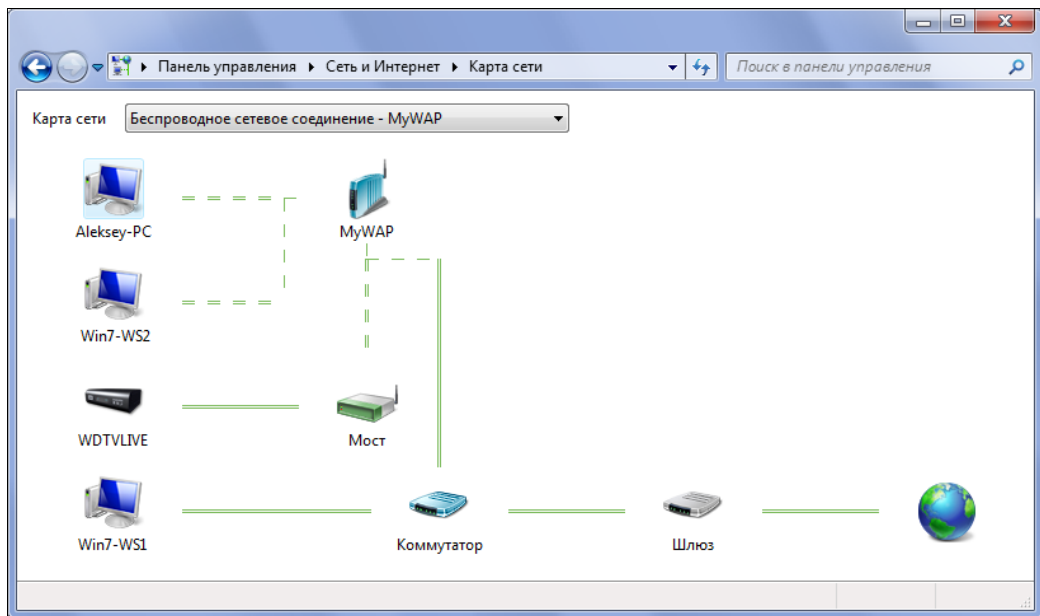 Панель управления Сеть и Интернет Карта сети Поиск в панели управления
Карта сети Беспроводное сетевое соединение - MyWAP
Aleksey-PC MyWAP
Win7-WS2
WDTVLIVE Мост
Win7-WS1 Коммутатор Шлюз